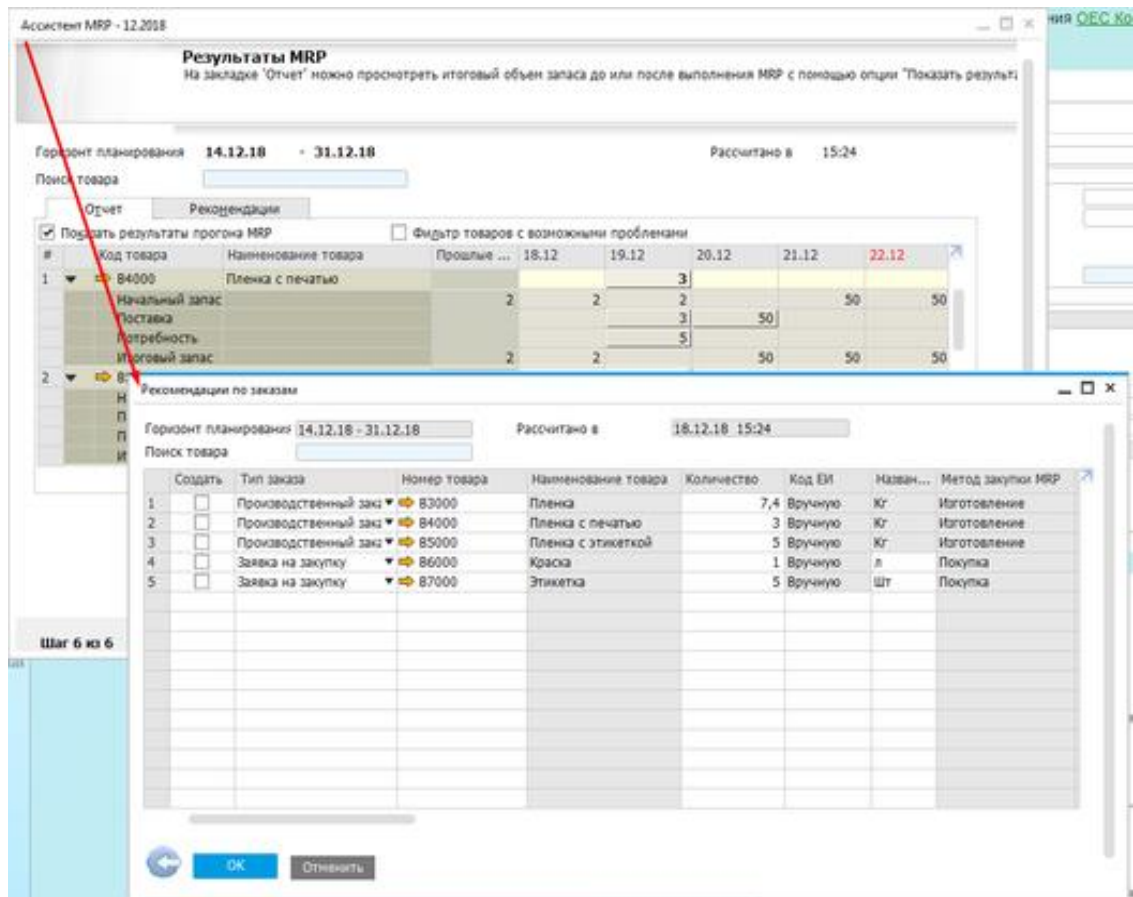 Ассистент MRP - 12.2018
ния ОЕС Ко
Результаты MRP
На закладке 'Отчет' можно просмотреть итоговый объем запаса до или после выполнения MRP с помощью опции "Показать результа
Горизонт планирования 14.12.18 - 31.12.18 Рассчитано в 15:24
Поиск товара
Отчет Рекомендации
Показать результаты прогона MRP Фильтр товаров с возможными проблемами
# Код товара Наименование товара Прошлые ... 18.12 19.12 20.12 21.12 22.12
1 B4000 Пленка с печатью 3
Начальный запас 2 2 2 50 50
Поставка 3 50
Потребность 5
Итоговый запас 2 2 50 50 50
2 B
Н
П
П
И
Рекомендации по заказам
Горизонт планирования 14.12.18 - 31.12.18 Рассчитано в 18.12.18 15:24
Поиск товара
Создать Тип заказа Номер товара Наименование товара Количество Код ЕИ Назван... Метод закупки MRP
1 Производственный зака B3000 Пленка 7,4 Вручную Кг Изготовление
2 Производственный зака B4000 Пленка с печатью 3 Вручную Кг Изготовление
3 Производственный зака B5000 Пленка с этикеткой 5 Вручную Кг Изготовление
4 Заявка на закупку B6000 Краска 1 Вручную л Покупка
5 Заявка на закупку B7000 Этикетка 5 Вручную Шт Покупка
Шаг 6 из 6
OK Отменить